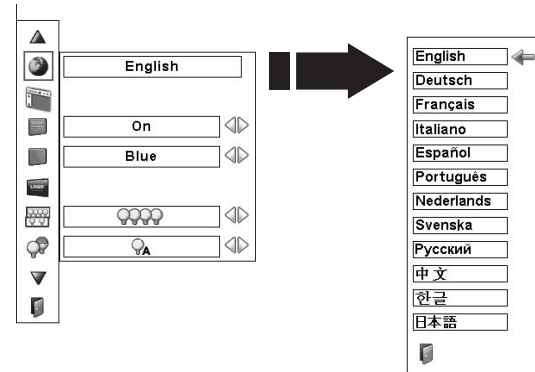 English
On
Blue
LOGO
A
English
Deutsch
Français
Italiano
Español
Português
Nederlands
Svenska
Русский
中文
한글
日本語